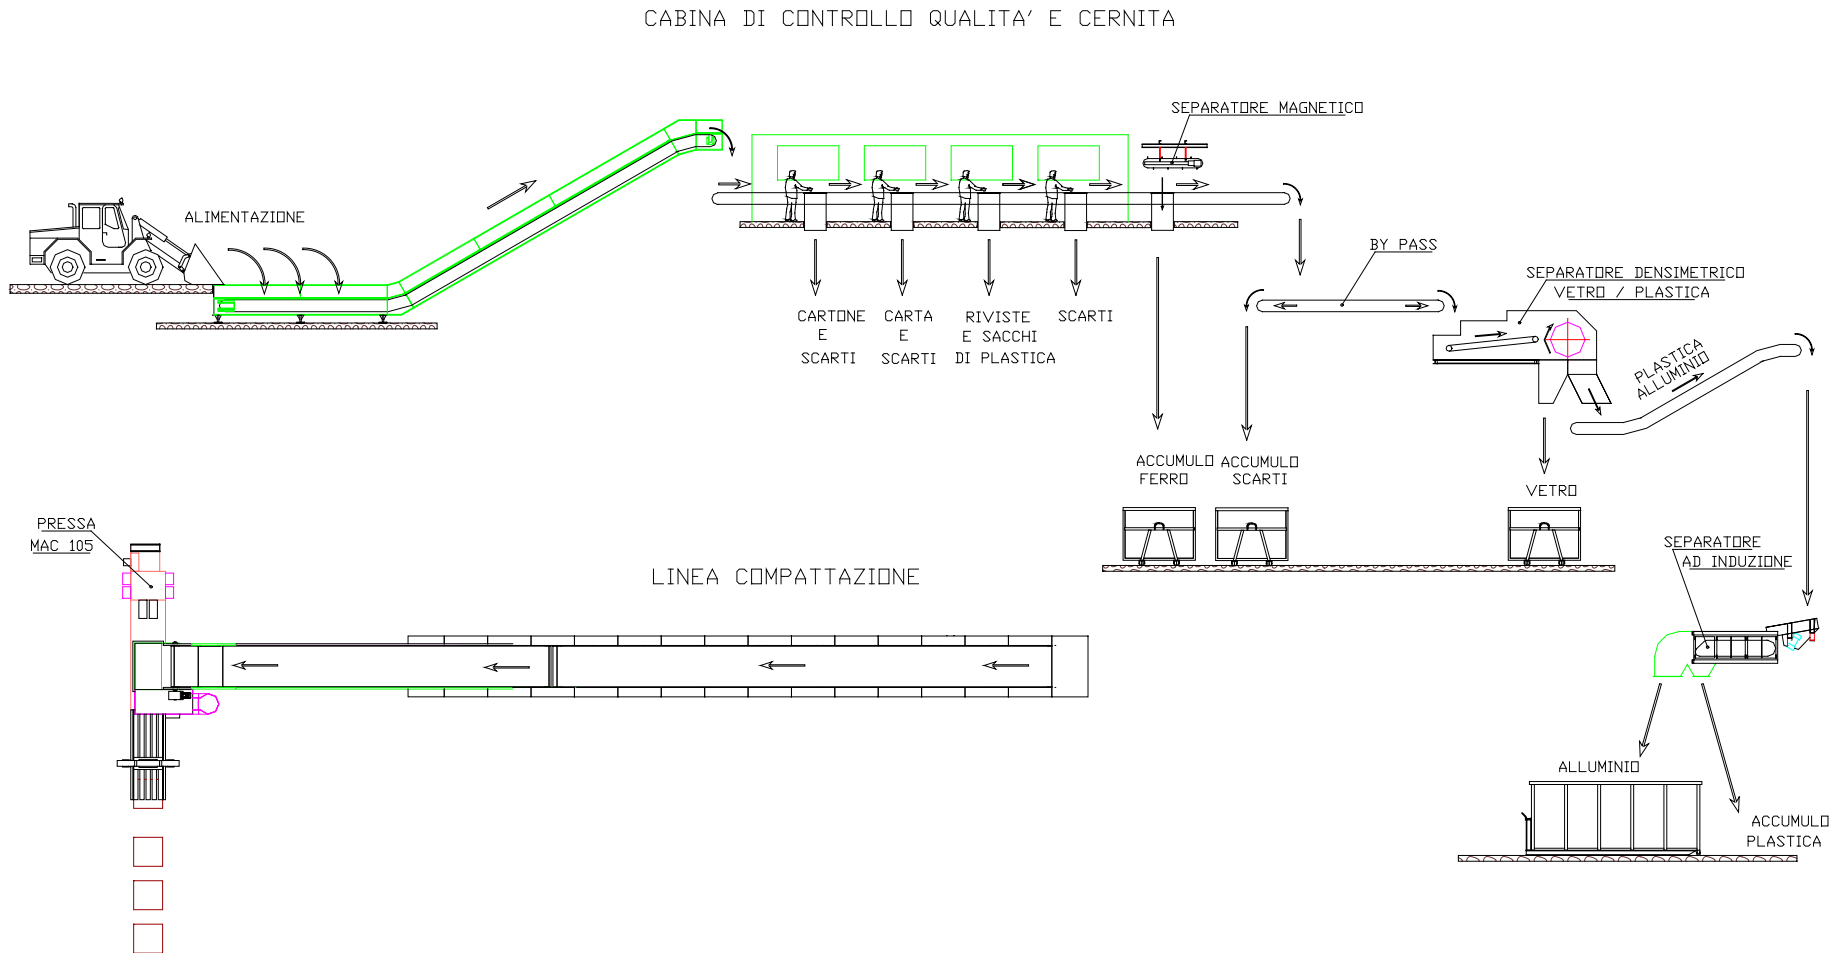 CABINA DI CONTROLLO QUALITA' E CERNITA
SEPARATORE MAGNETICO
ALIMENTAZIONE
BY PASS
SEPARATORE DENSIMETRICO
VETRO / PLASTICA
CARTONE
E
SCARTI
CARTA
E
SCARTI
RIVISTE
E SACCHI
DI PLASTICA
SCARTI
PLASTICA
ALLUMINIO
ACCUMULO
FERRO
ACCUMULO
SCARTI
VETRO
PRESSA
MAC 105
LINEA COMPATTAZIONE
SEPARATORE
AD INDUZIONE
ALLUMINIO
ACCUMULO
PLASTICA